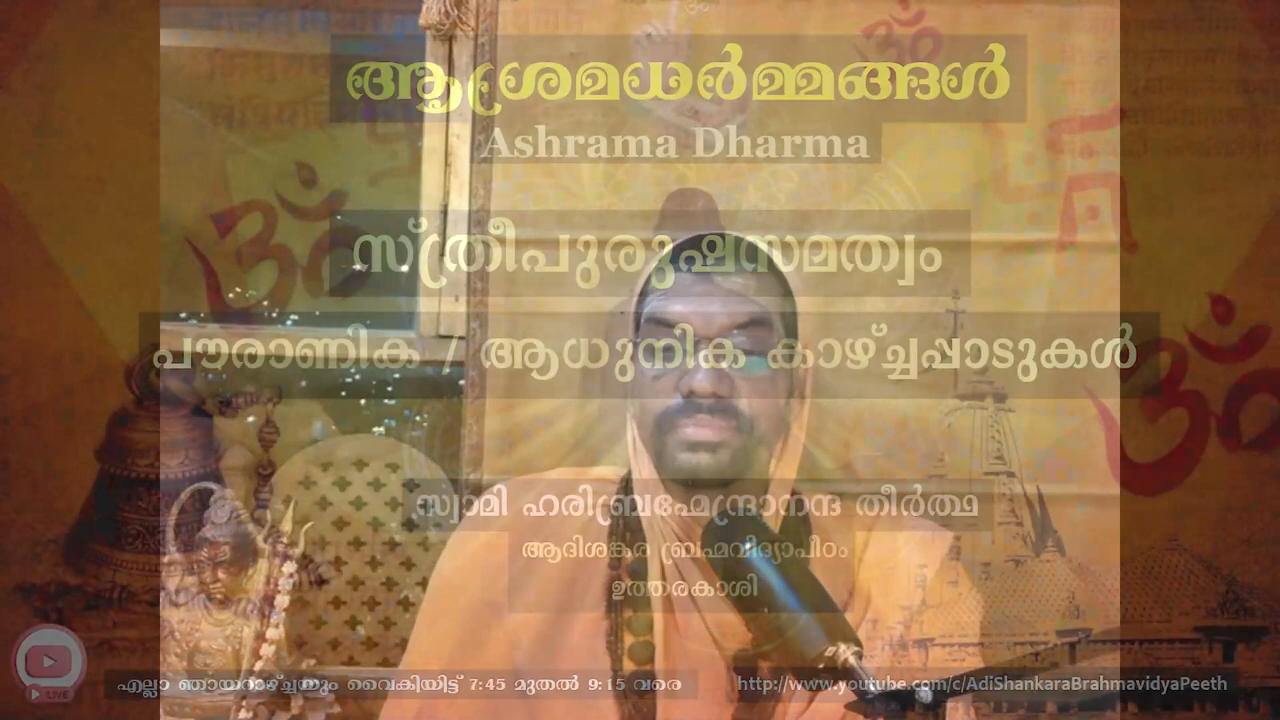 ആശ്രമധർമ്മങ്ങൾ
Ashrama Dharma
സ്ത്രീപുരുഷസമത്വം
പൗരാണിക / ആധുനിക കാഴ്ച്ചപ്പാടുകൾ
സ്വാമി ഹരിബ്രഹ്മേന്ദ്രാനന്ദ തീർത്ഥ
ആദിശങ്കര ബ്രഹ്മവിദ്യാപീഠം
ഉത്തരകാശി
LIVE
എല്ലാ ഞായറാഴ്ച്ചയും വൈകിയിട്ട് 7:45 മുതൽ 9:15 വരെ
http://www.youtube.com/c/AdiShankaraBrahmavidyaPeeth